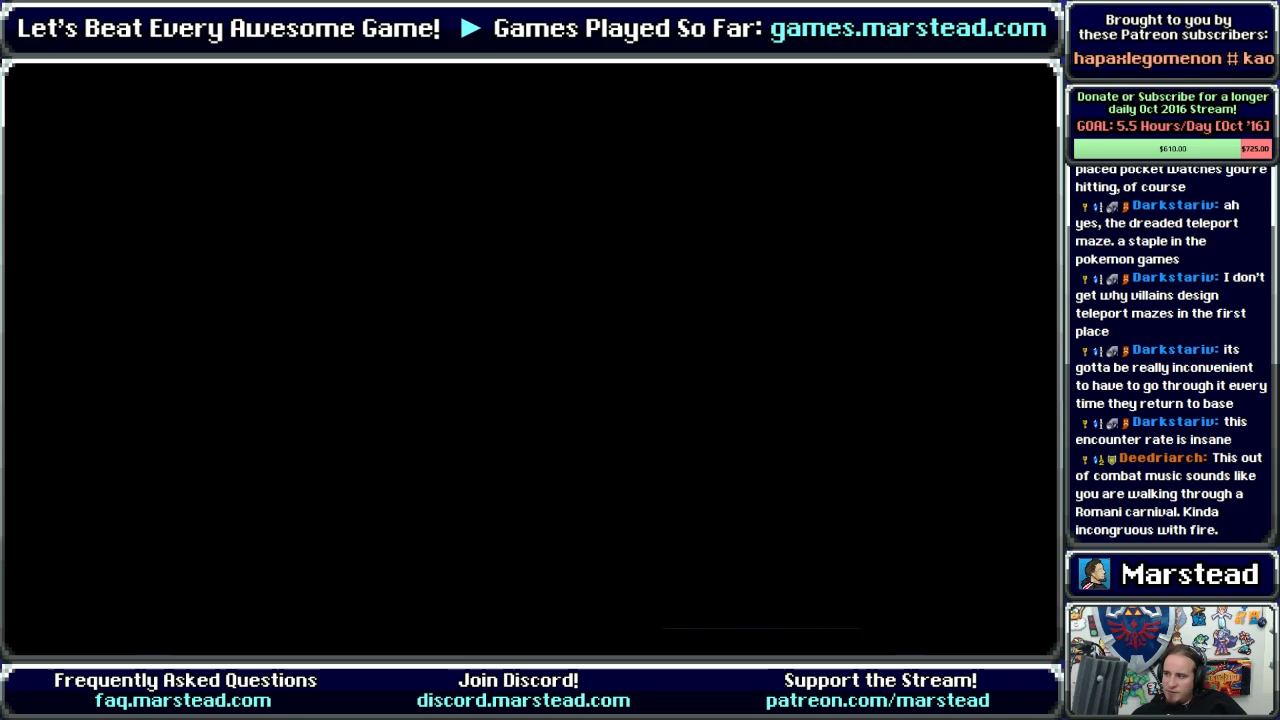 Let's Beat Every Awesome Game! ▶ Games Played So Far: games.marstead.com
Brought to you by
these Patreon subscribers:
hapaxlegomenon # kao
Donate or Subscribe for a longer
daily Oct 2016 Stream!
GOAL: 5.5 Hours/Day [Oct '16]
$610.00 $725.00
placed pocket watches you're
hitting, of course
Darkstariv: ah
yes, the dreaded teleport
maze. a staple in the
pokemon games
Darkstariv: I don't
get why villains design
teleport mazes in the first
place
Darkstariv: its
gotta be really inconvenient
to have to go through it every
time they return to base
Darkstariv: this
encounter rate is insane
Deedriarch: This out
of combat music sounds like
you are walking through a
Romani carnival. Kinda
incongruous with fire.
Marstead
Frequently Asked Questions
faq.marstead.com
Join Discord!
discord.marstead.com
Support the Stream!
patreon.com/marstead